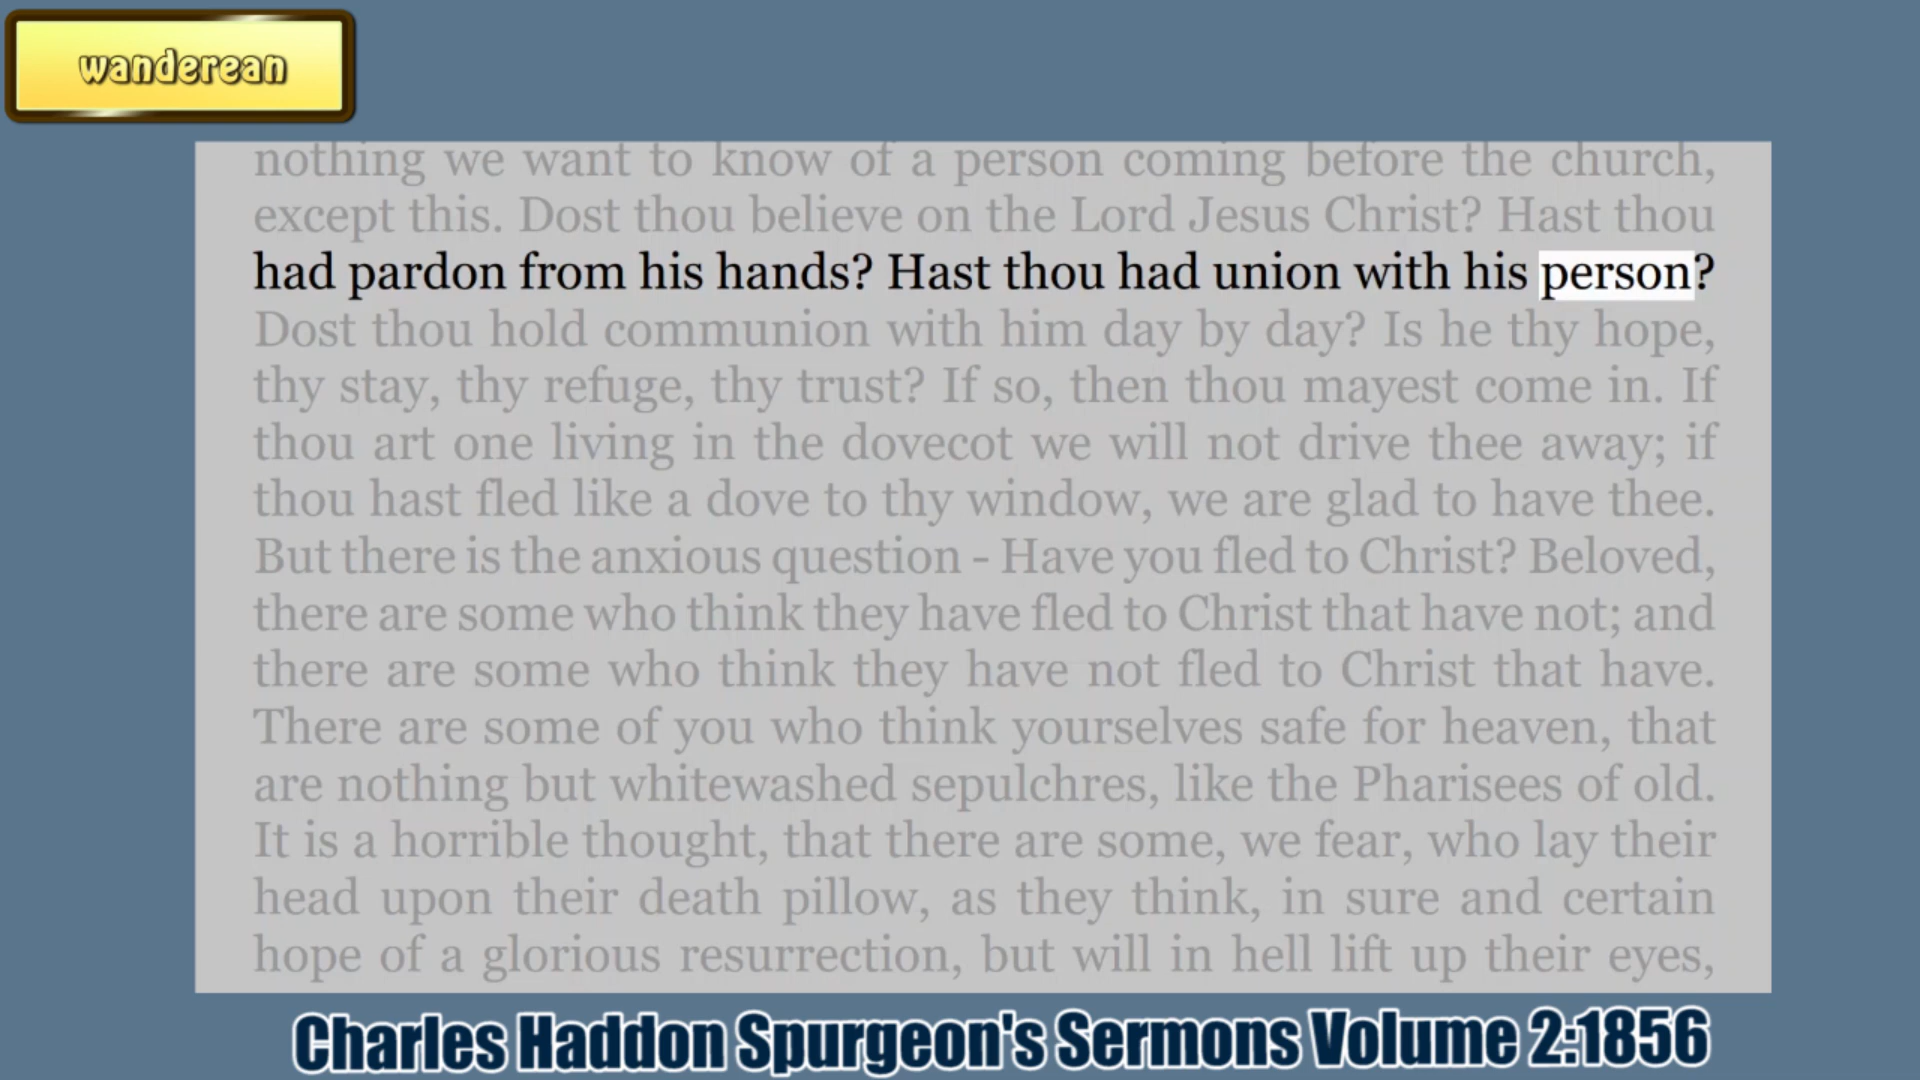 wanderean
nothing we want to know of a person coming before the church,
except this. Dost thou believe on the Lord Jesus Christ? Hast thou
had pardon from his hands? Hast thou had union with his person?
Dost thou hold communion with him day by day? Is he thy hope,
thy stay, thy refuge, thy trust? If so, then thou mayest come in. If
thou art one living in the dovecot we will not drive thee away; if
thou hast fled like a dove to thy window, we are glad to have thee.
But there is the anxious question - Have you fled to Christ? Beloved,
there are some who think they have fled to Christ that have not; and
there are some who think they have not fled to Christ that have.
There are some of you who think yourselves safe for heaven, that
are nothing but whitewashed sepulchres, like the Pharisees of old.
It is a horrible thought, that there are some, we fear, who lay their
head upon their death pillow, as they think, in sure and certain
hope of a glorious resurrection, but will in hell lift up their eyes,
Charles Haddon Spurgeon's Sermons Volume 2:1856